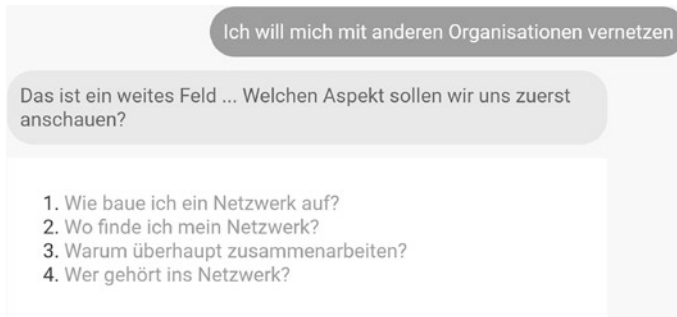 Ich will mich mit anderen Organisationen vernetzen
Das ist ein weites Feld ... Welchen Aspekt sollen wir uns zuerst
anschauen?
1. Wie baue ich ein Netzwerk auf?
2. Wo finde ich mein Netzwerk?
3. Warum überhaupt zusammenarbeiten?
4. Wer gehört ins Netzwerk?